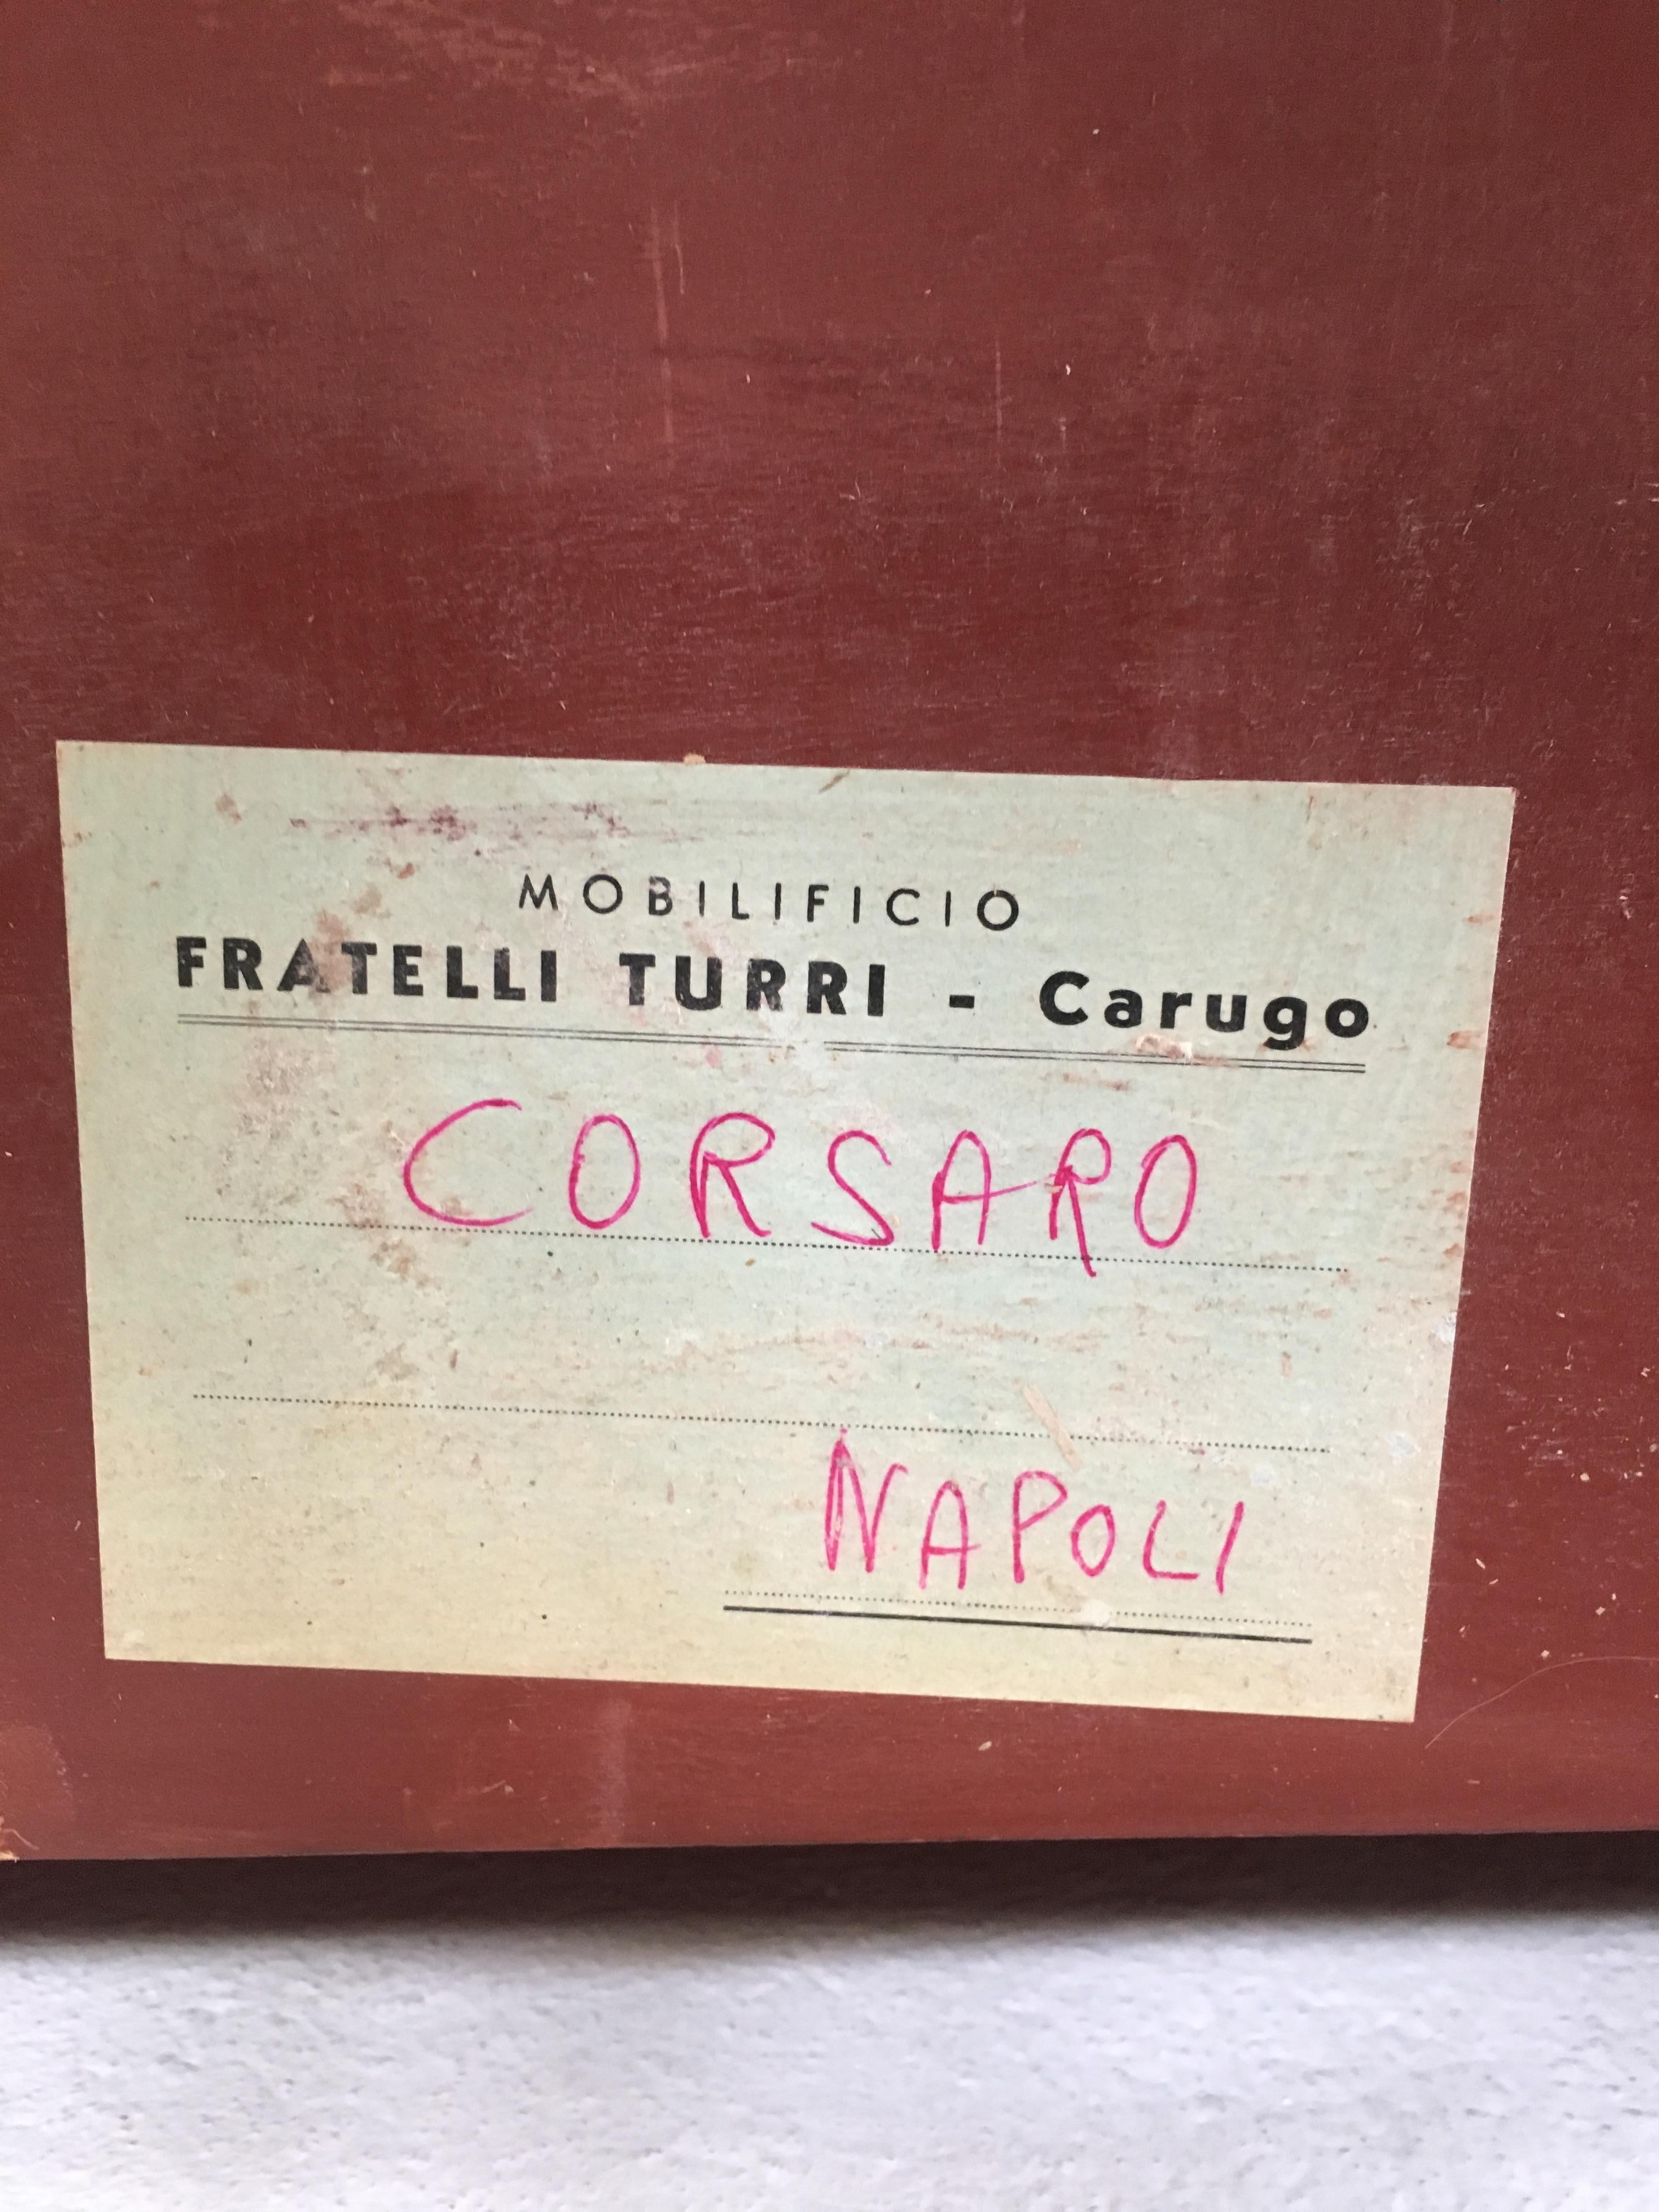 MOBILIFICIO
FRATELLI TURRI - Carugo
CORSARO
NAPOLI